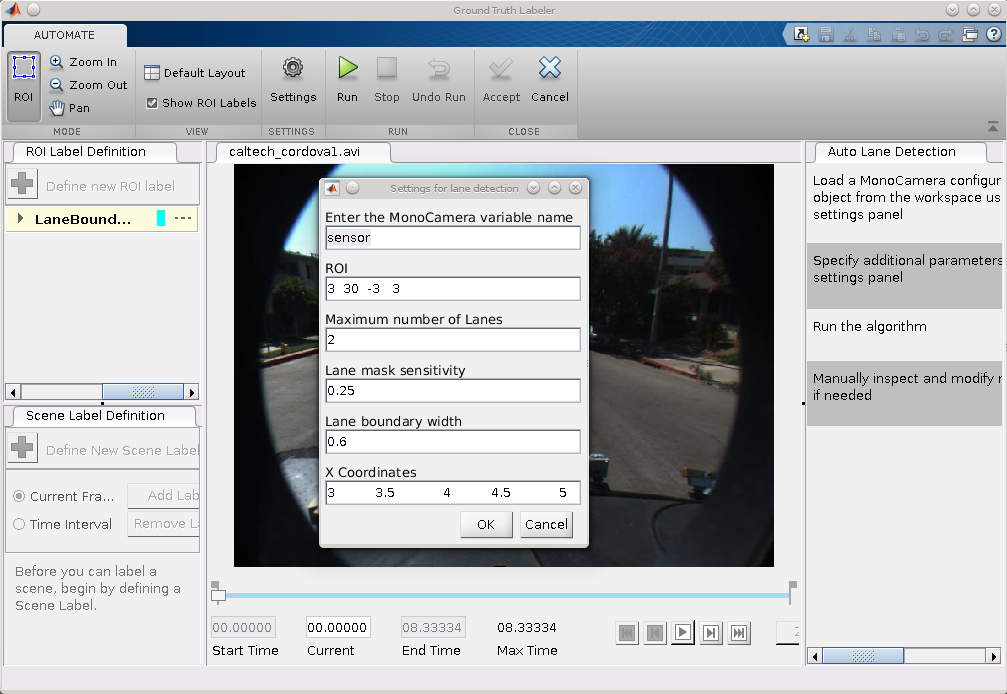 Ground Truth Labeler
AUTOMATE
ROI
Zoom In
Zoom Out
Pan
MODE
Default Layout
Show ROI Labels
VIEW
Settings
SETTINGS
Run
Stop
Undo Run
RUN
Accept
Cancel
CLOSE
ROI Label Definition
Define new ROI label
LaneBound...
Scene Label Definition
Define New Scene Label
Current Fra...
Add Lab
Time Interval
Remove La
Before you can label a
scene, begin by defining a
Scene Label.
caltech_cordova1.avi
Settings for lane detection
Enter the MonoCamera variable name
sensor
ROI
3 30 -3 3
Maximum number of Lanes
2
Lane mask sensitivity
0.25
Lane boundary width
0.6
X Coordinates
3 3.5 4 4.5 5
OK
Cancel
00.00000
00.00000
08.33334
08.33334
Start Time
Current
End Time
Max Time
Auto Lane Detection
Load a MonoCamera configur
object from the workspace us
settings panel
Specify additional parameters
settings panel
Run the algorithm
Manually inspect and modify r
if needed